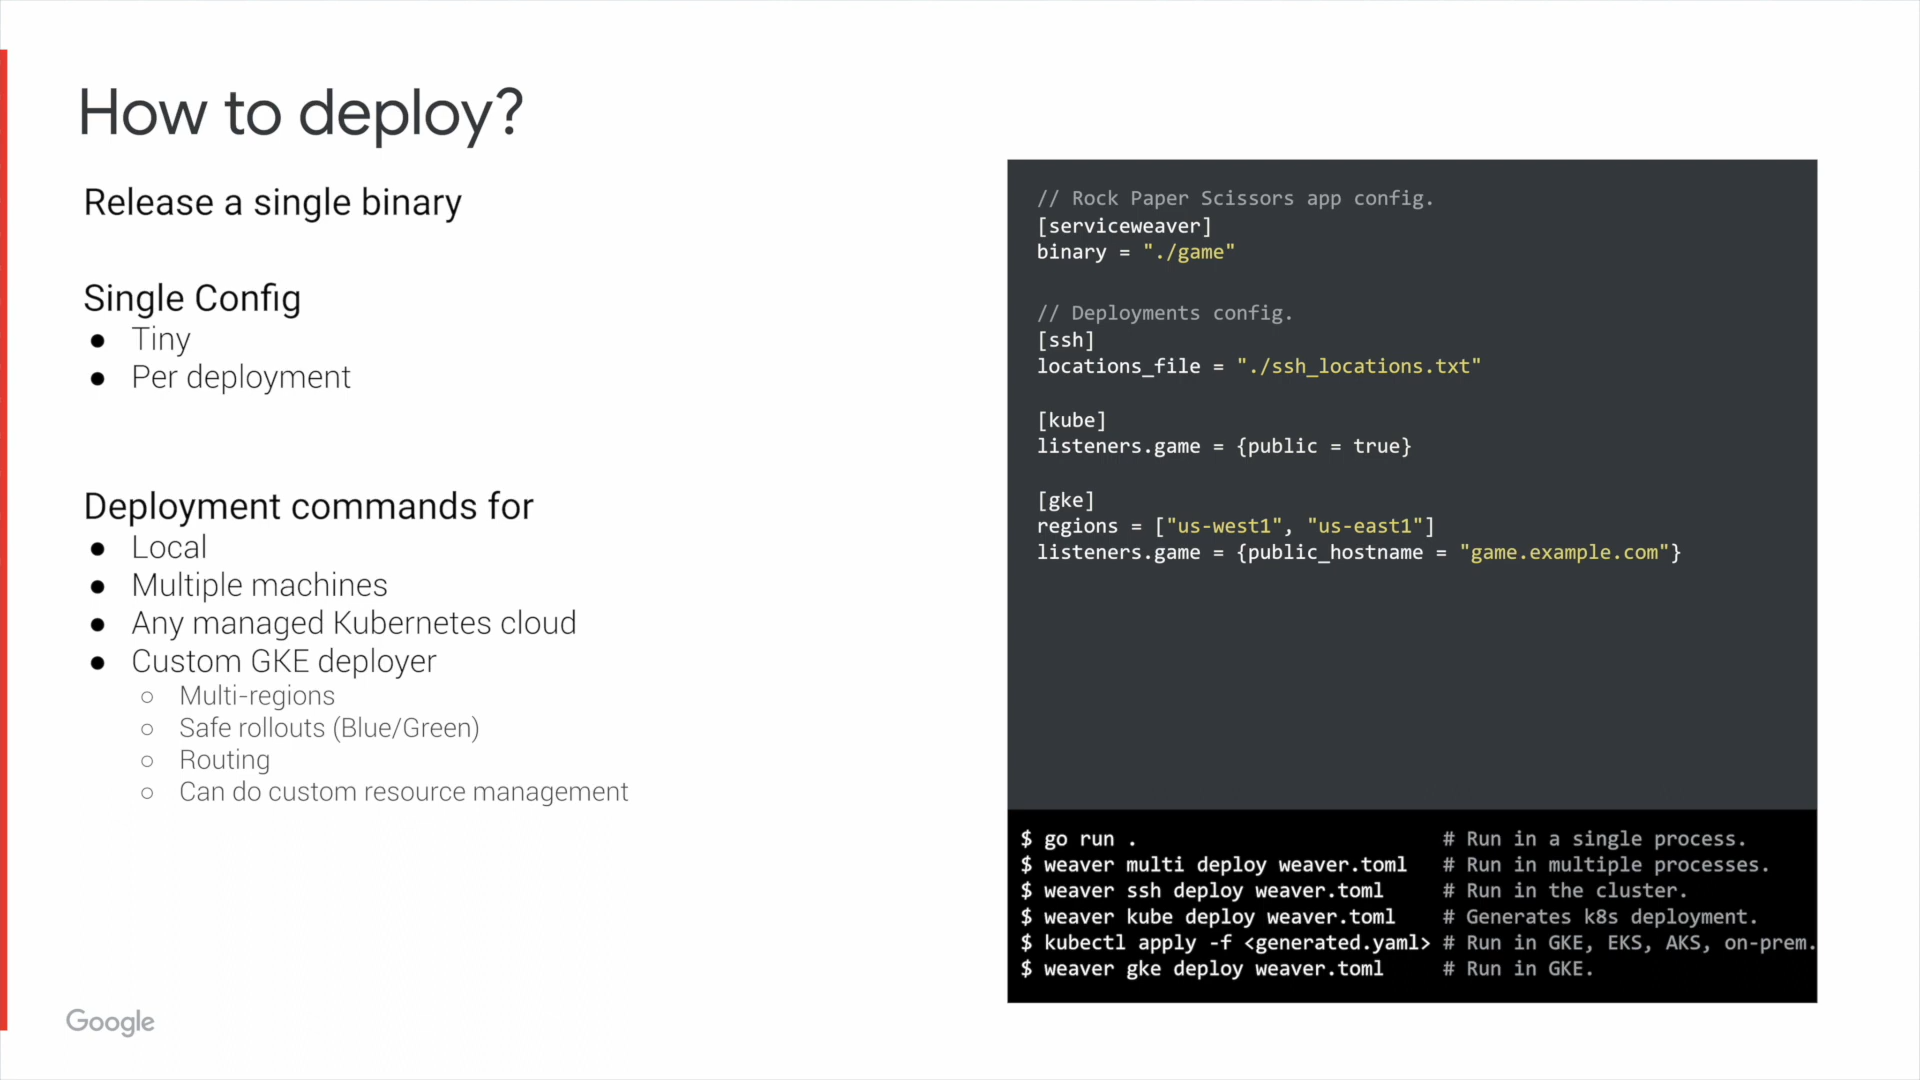 How to deploy?
Release a single binary
Single Config
● Tiny
● Per deployment
Deployment commands for
● Local
● Multiple machines
● Any managed Kubernetes cloud
● Custom GKE deployer
○ Multi-regions
○ Safe rollouts (Blue/Green)
○ Routing
○ Can do custom resource management
// Rock Paper Scissors app config.
[serviceweaver]
binary = "./game"
// Deployments config.
[ssh]
locations_file = "./ssh_locations.txt"
[kube]
listeners.game = {public = true}
[gke]
regions = ["us-west1", "us-east1"]
listeners.game = {public_hostname = "game.example.com"}
$ go run . # Run in a single process.
$ weaver multi deploy weaver.toml # Run in multiple processes.
$ weaver ssh deploy weaver.toml # Run in the cluster.
$ weaver kube deploy weaver.toml # Generates k8s deployment.
$ kubectl apply -f <generated.yaml> # Run in GKE, EKS, AKS, on-prem.
$ weaver gke deploy weaver.toml # Run in GKE.
Google